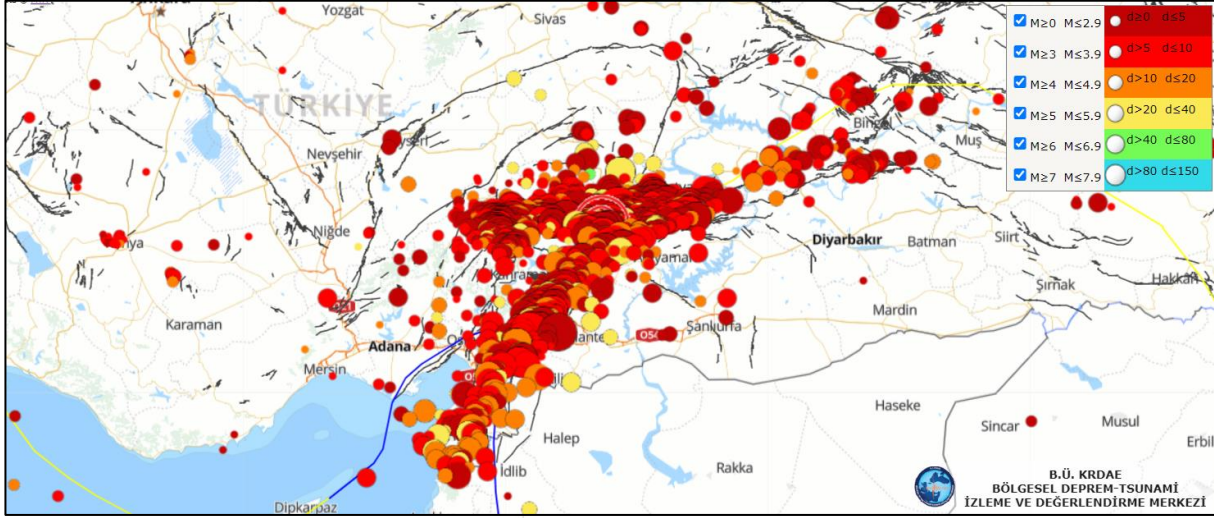 Yozgat
Sivas
TÜRKİYE
Nevşehir
Bingöl
Muş
Niğde
Diyarbakır
Batman
Siirt
Şırnak
Hakkari
Mardin
Karaman
Adana
Mersin
Şanlıurfa
Haseke
Sincar
Musul
Erbil
Halep
Rakka
İdlib
Dipkarpaz
M≥0 M≤2.9 d≥0 d≤5
M≥3 M≤3.9 d>5 d≤10
M≥4 M≤4.9 d>10 d≤20
M≥5 M≤5.9 d>20 d≤40
M≥6 M≤6.9 d>40 d≤80
M≥7 M≤7.9 d>80 d≤150
B.Ü. KRDAE
BÖLGESEL DEPREM-TSUNAMİ
İZLEME VE DEĞERLENDİRME MERKEZİ